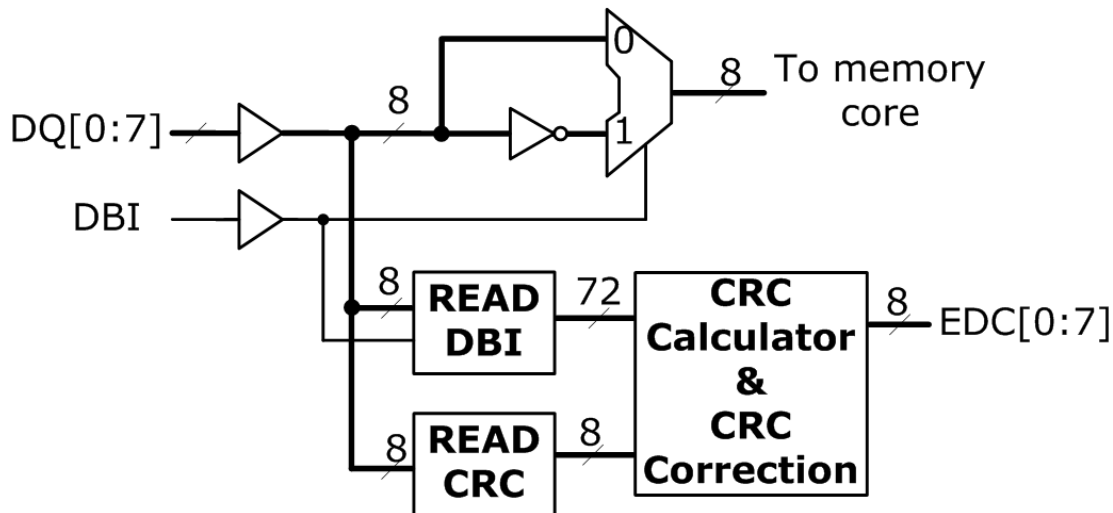 0
8
8
To memory
core
DQ[0:7]
1
DBI
8
READ
DBI
72
CRC
Calculator
&
CRC
Correction
8
EDC[0:7]
8
READ
CRC
8